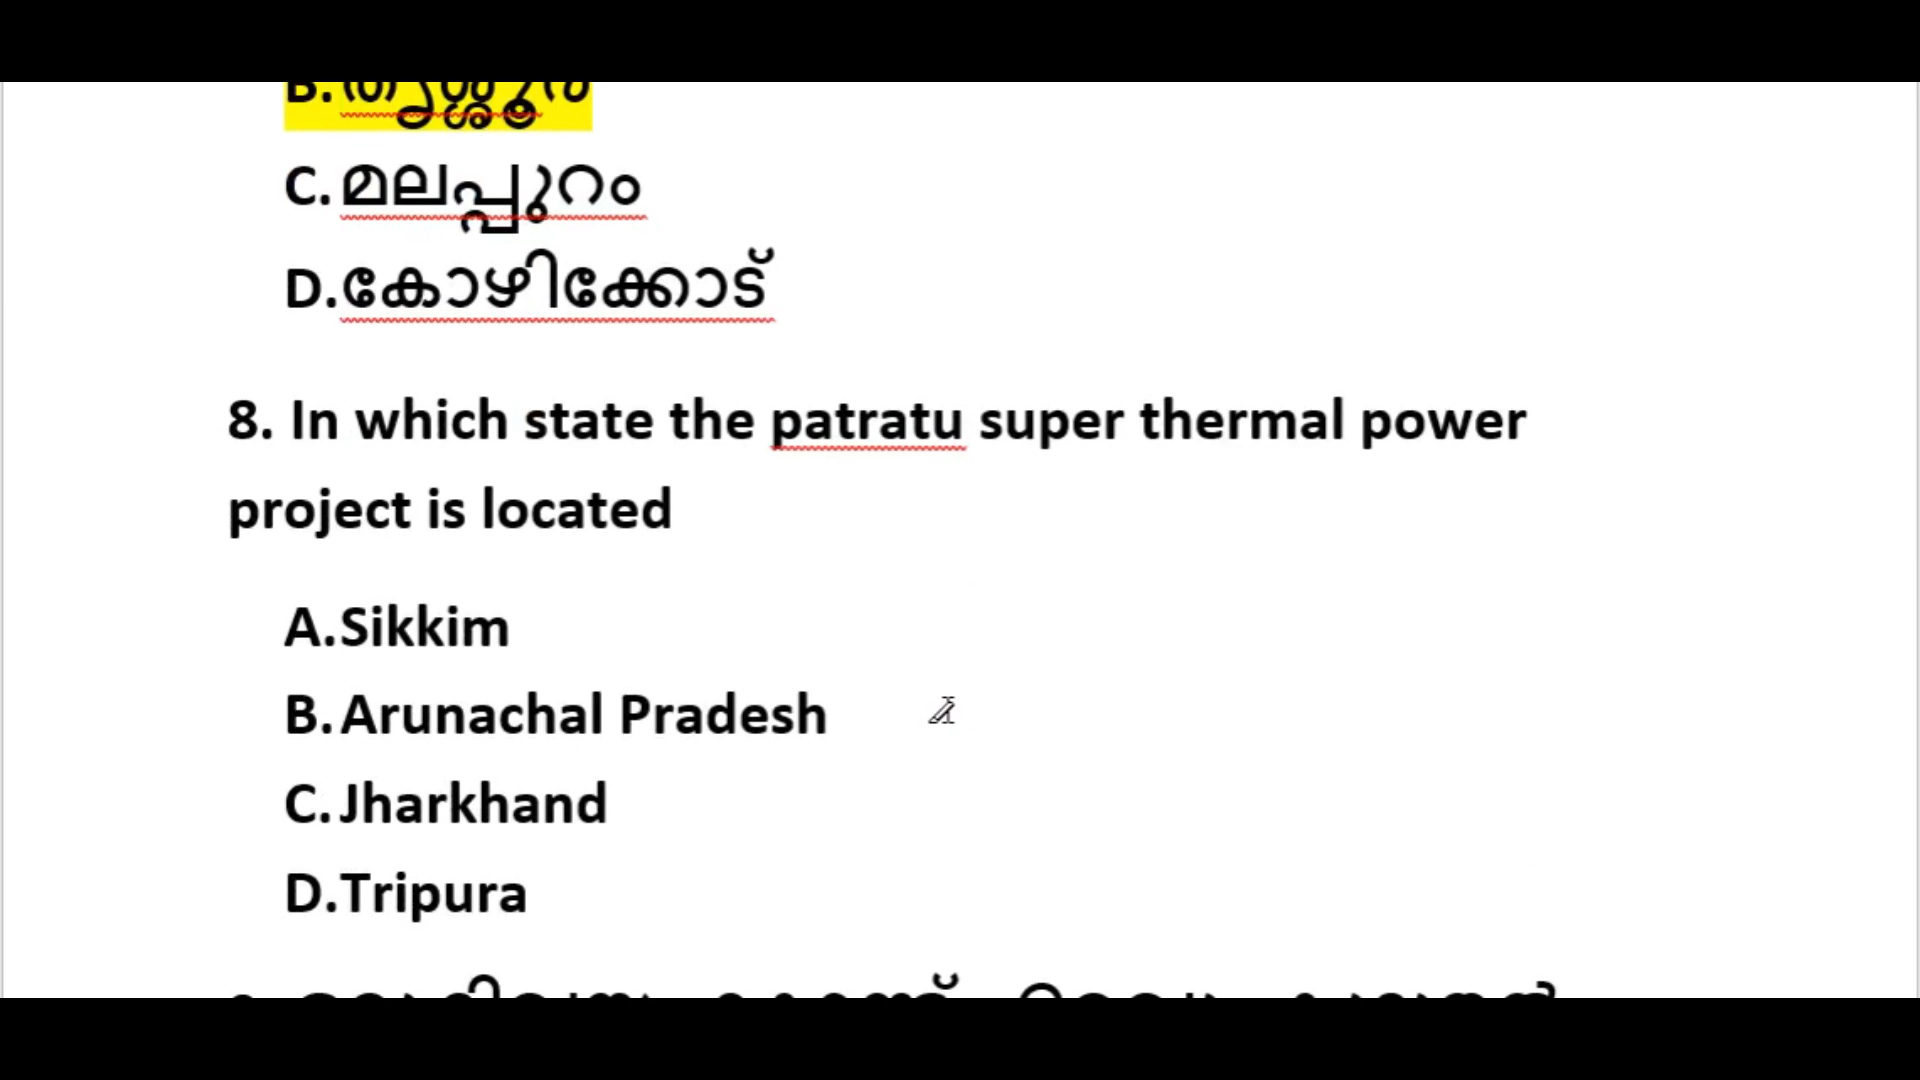 B. തൃശ്ശൂർ
C. മലപ്പുറം
D. കോഴിക്കോട്
8. In which state the patratu super thermal power
project is located
A. Sikkim
B. Arunachal Pradesh
C. Jharkhand
D. Tripura